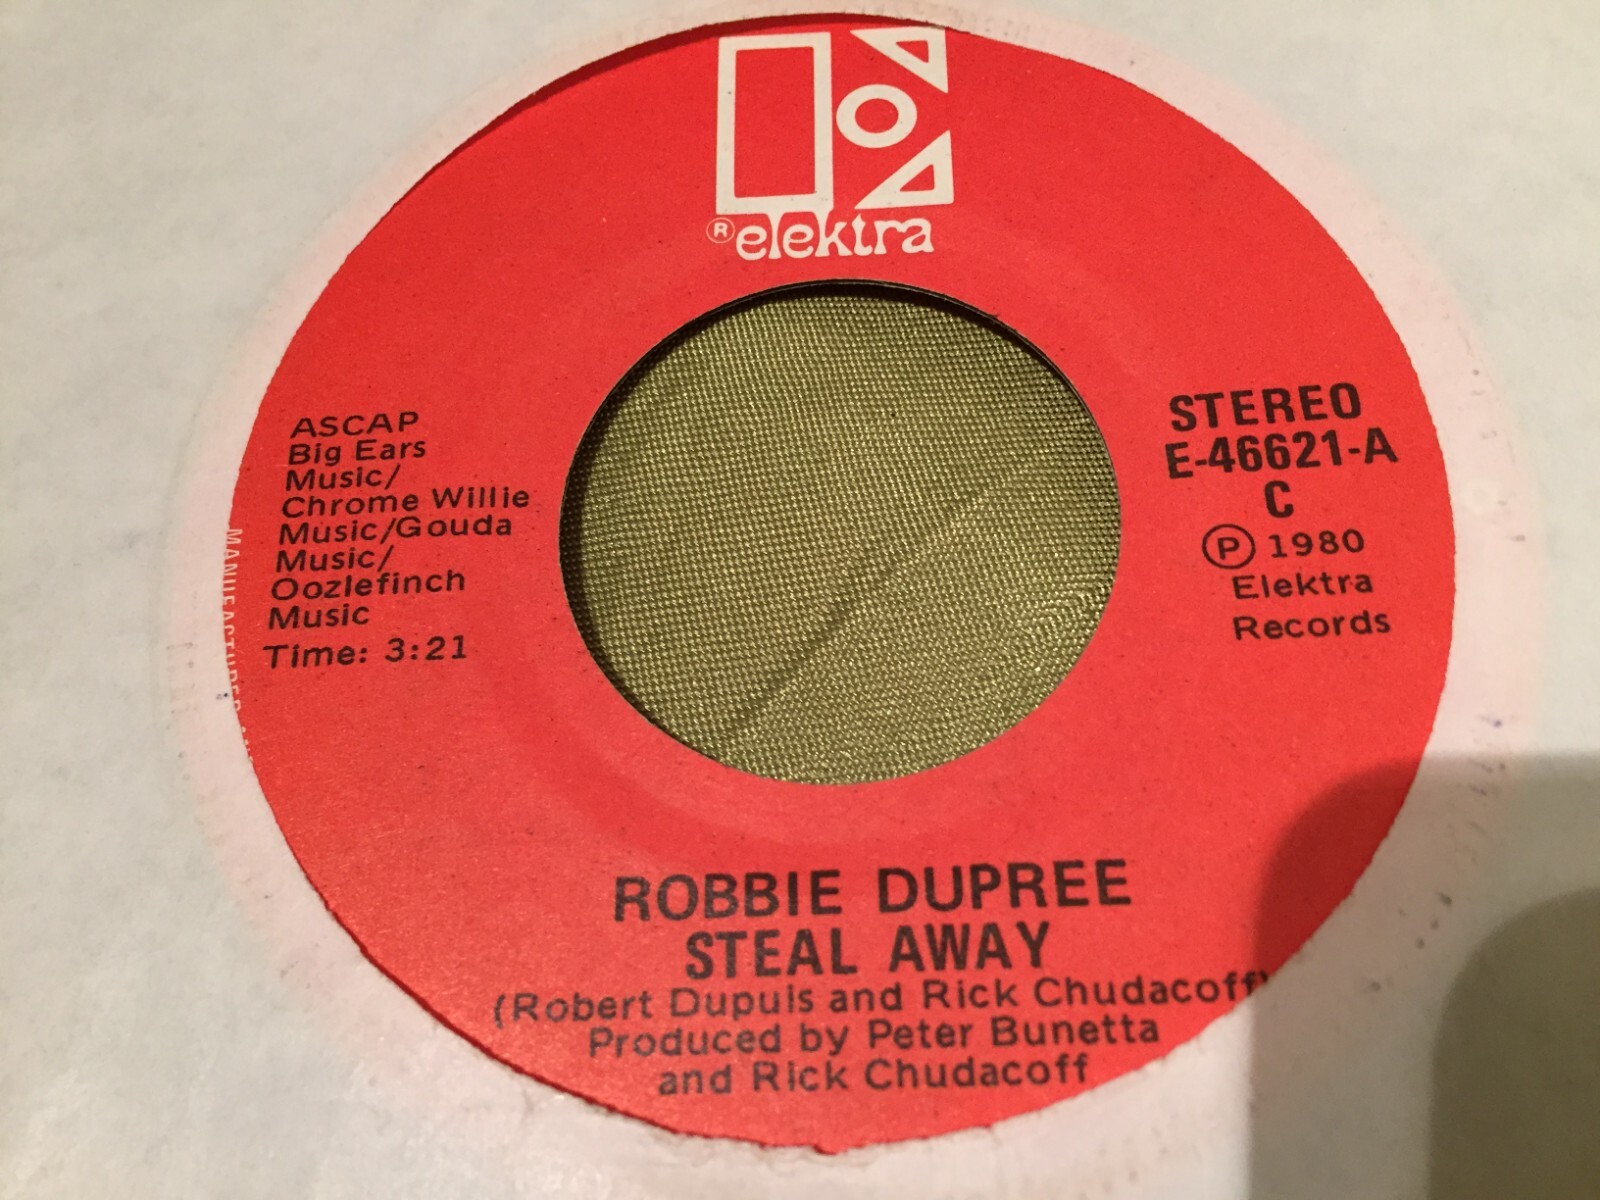 ® elektra
ASCAP
Big Ears
Music/
Chrome Willie
Music/Gouda
Music/
Oozlefinch
Music
Time: 3:21
STEREO
E-46621-A
C
Ⓟ 1980
Elektra
Records
ROBBIE DUPREE
STEAL AWAY
(Robert Dupuis and Rick Chudacoff)
Produced by Peter Bunetta
and Rick Chudacoff
MANUFACTURED